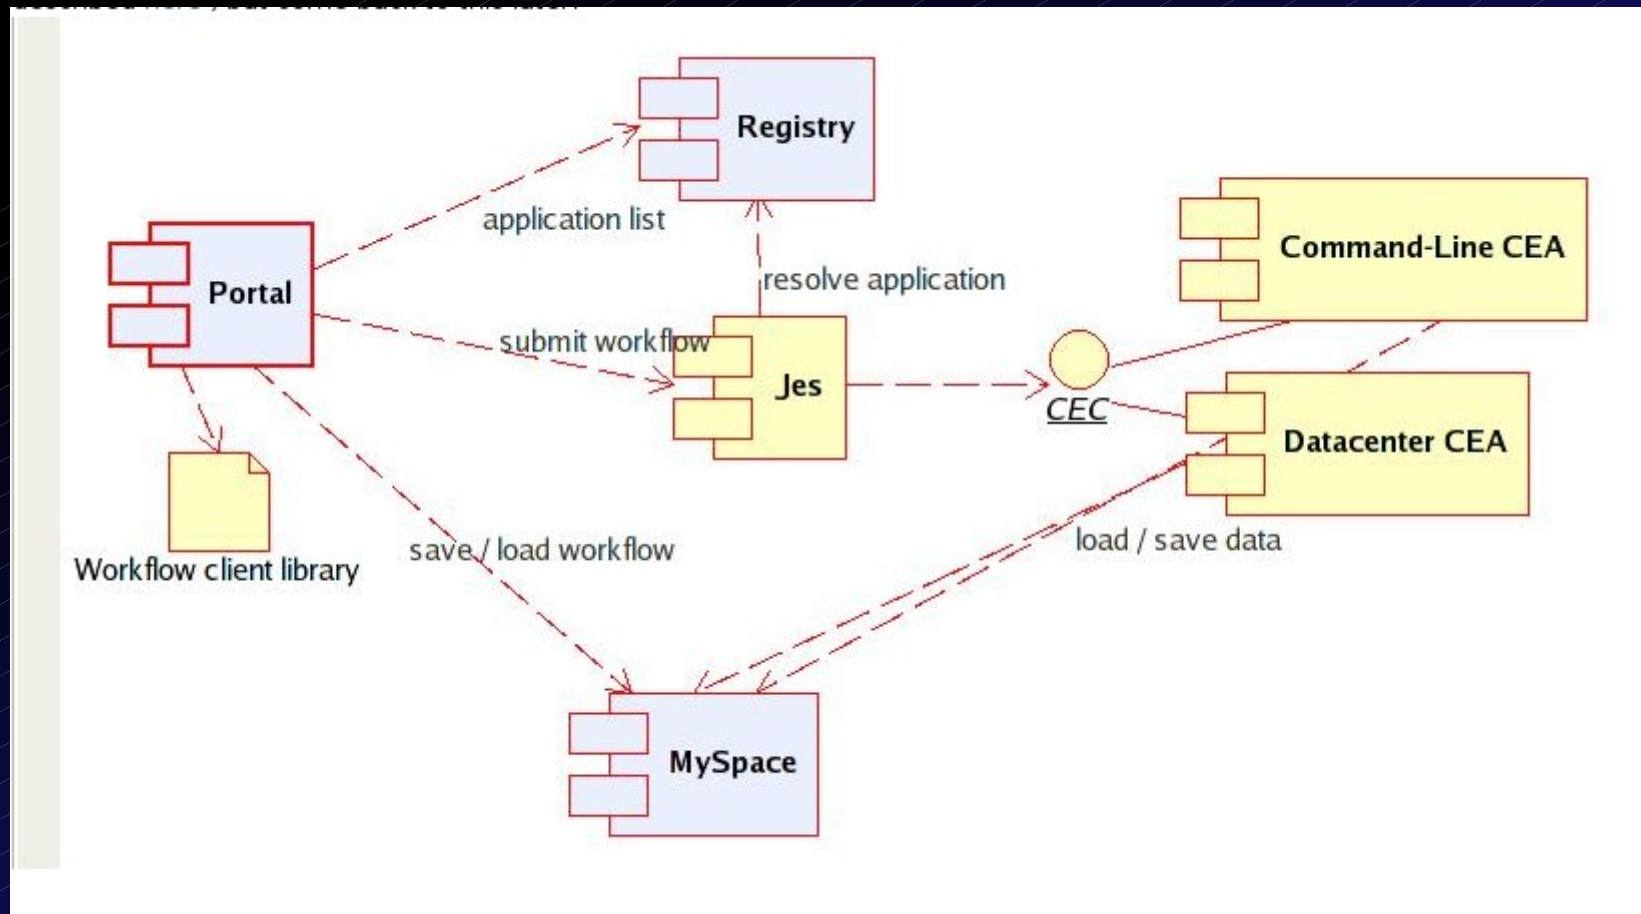 Registry
Command-Line CEA
application list
Portal
resolve application
submit workflow
Jes
CEC
Datacenter CEA
save / load workflow
load / save data
Workflow client library
MySpace